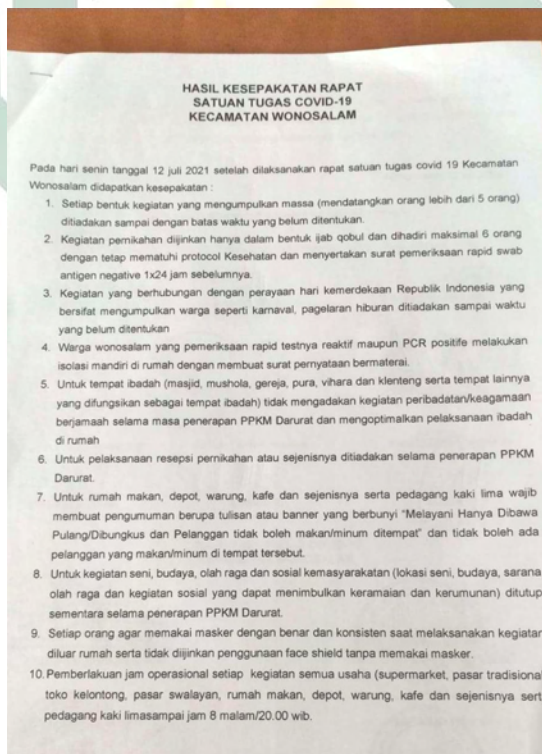 HASIL KESEPAKATAN RAPAT
SATUAN TUGAS COVID-19
KECAMATAN WONOSALAM
Pada hari senin tanggal 12 juli 2021 setelah dilaksanakan rapat satuan tugas covid 19 Kecamatan
Wonosalam didapatkan kesepakatan :
1. Setiap bentuk kegiatan yang mengumpulkan massa (mendatangkan orang lebih dari 5 orang)
ditiadakan sampai dengan batas waktu yang belum ditentukan.
2. Kegiatan pernikahan diijinkan hanya dalam bentuk ijab qobul dan dihadiri maksimal 6 orang
dengan tetap mematuhi protocol Kesehatan dan menyertakan surat pemeriksaan rapid swab
antigen negative 1x24 jam sebelumnya.
3. Kegiatan yang berhubungan dengan perayaan hari kemerdekaan Republik Indonesia yang
bersifat mengumpulkan warga seperti karnaval, pagelaran hiburan ditiadakan sampai waktu
yang belum ditentukan
4. Warga wonosalam yang pemeriksaan rapid testnya reaktif maupun PCR positife melakukan
isolasi mandiri di rumah dengan membuat surat pernyataan bermaterai.
5. Untuk tempat ibadah (masjid, mushola, gereja, pura, vihara dan klenteng serta tempat lainnya
yang difungsikan sebagai tempat ibadah) tidak mengadakan kegiatan peribadatan/keagamaan
berjamaah selama masa penerapan PPKM Darurat dan mengoptimalkan pelaksanaan ibadah
di rumah
6. Untuk pelaksanaan resepsi pernikahan atau sejenisnya ditiadakan selama penerapan PPKM
Darurat.
7. Untuk rumah makan, depot, warung, kafe dan sejenisnya serta pedagang kaki lima wajib
membuat pengumuman berupa tulisan atau banner yang berbunyi "Melayani Hanya Dibawa
Pulang/Dibungkus dan Pelanggan tidak boleh makan/minum ditempat" dan tidak boleh ada
pelanggan yang makan/minum di tempat tersebut.
8. Untuk kegiatan seni, budaya, olah raga dan sosial kemasyarakatan (lokasi seni, budaya, sarana
olah raga dan kegiatan sosial yang dapat menimbulkan keramaian dan kerumunan) ditutup
sementara selama penerapan PPKM Darurat.
9. Setiap orang agar memakai masker dengan benar dan konsisten saat melaksanakan kegiatan
diluar rumah serta tidak diijinkan penggunaan face shield tanpa memakai masker.
10. Pemberlakuan jam operasional setiap kegiatan semua usaha (supermarket, pasar tradisiona
toko kelontong, pasar swalayan, rumah makan, depot, warung, kafe dan sejenisnya sert
pedagang kaki limasampai jam 8 malam/20.00 wib.